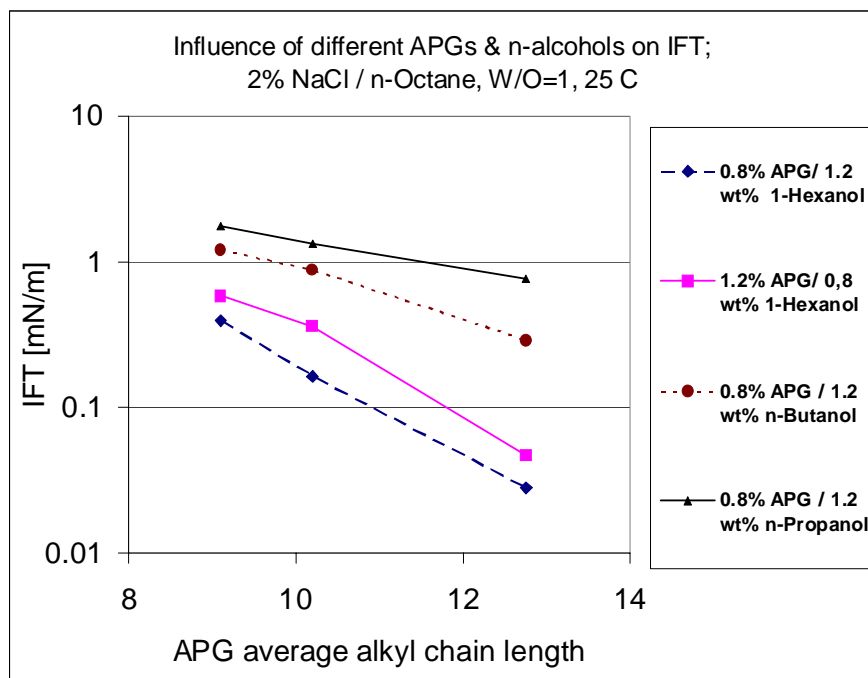 Influence of different APGs & n-alcohols on IFT;
2% NaCl / n-Octane, W/O=1, 25 C
10
1
0.1
0.01
IFT [mN/m]
8
10
12
14
APG average alkyl chain length
0.8% APG/ 1.2
wt% 1-Hexanol
1.2% APG/ 0,8
wt% 1-Hexanol
0.8% APG / 1.2
wt% n-Butanol
0.8% APG / 1.2
wt% n-Propanol